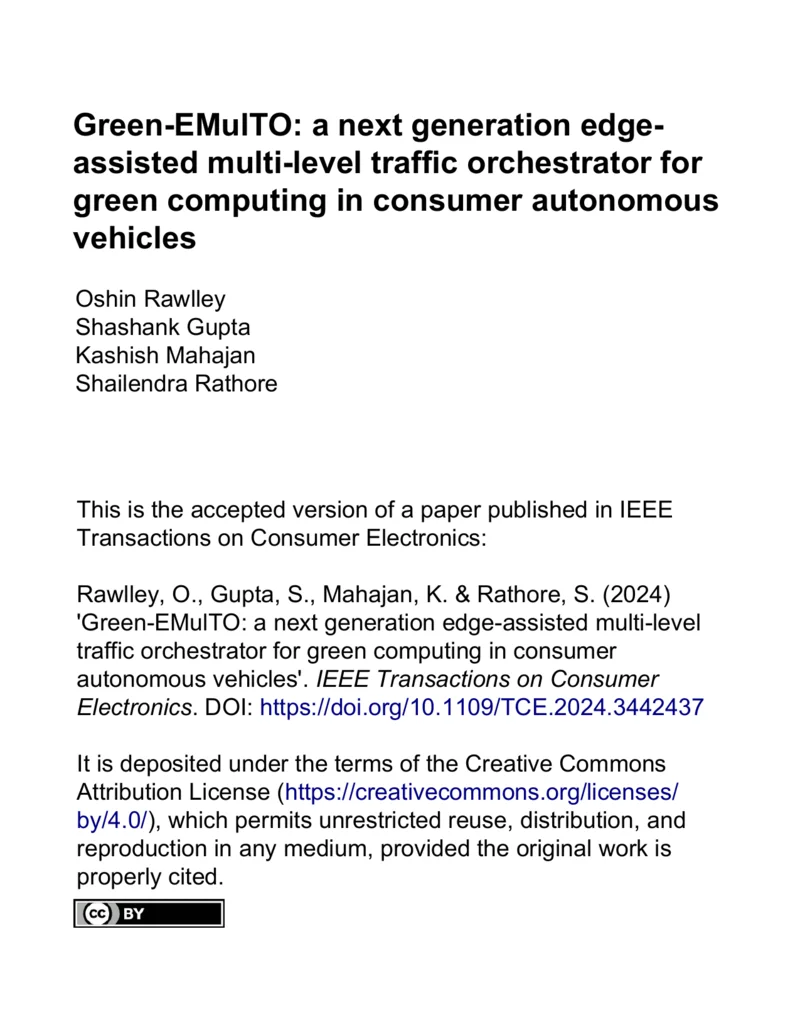 Green-EMulTO: a next generation edge-
assisted multi-level traffic orchestrator for
green computing in consumer autonomous
vehicles
Oshin Rawlley
Shashank Gupta
Kashish Mahajan
Shailendra Rathore
This is the accepted version of a paper published in IEEE
Transactions on Consumer Electronics:
Rawlley, O., Gupta, S., Mahajan, K. & Rathore, S. (2024)
'Green-EMulTO: a next generation edge-assisted multi-level
traffic orchestrator for green computing in consumer
autonomous vehicles'. IEEE Transactions on Consumer
Electronics. DOI: https://doi.org/10.1109/TCE.2024.3442437
It is deposited under the terms of the Creative Commons
Attribution License (https://creativecommons.org/licenses/
by/4.0/), which permits unrestricted reuse, distribution, and
reproduction in any medium, provided the original work is
properly cited.
cc BY